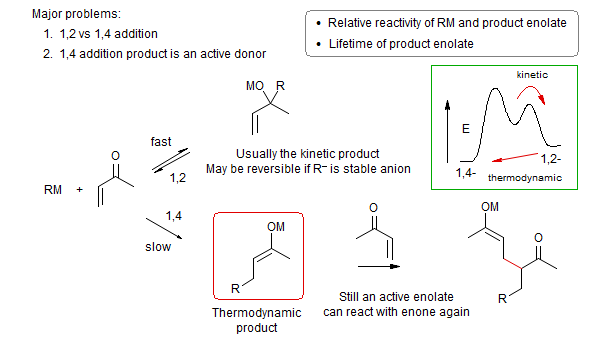 Major problems:
1. 1,2 vs 1,4 addition
2. 1,4 addition product is an active donor
• Relative reactivity of RM and product enolate
• Lifetime of product enolate
MO R
kinetic
E
1,2-
1,4-
thermodynamic
fast
O
1,2
RM +
Usually the kinetic product
May be reversible if R⁻ is stable anion
1,4
slow
OM
R
Thermodynamic
product
O
Still an active enolate
can react with enone again
OM
O
R